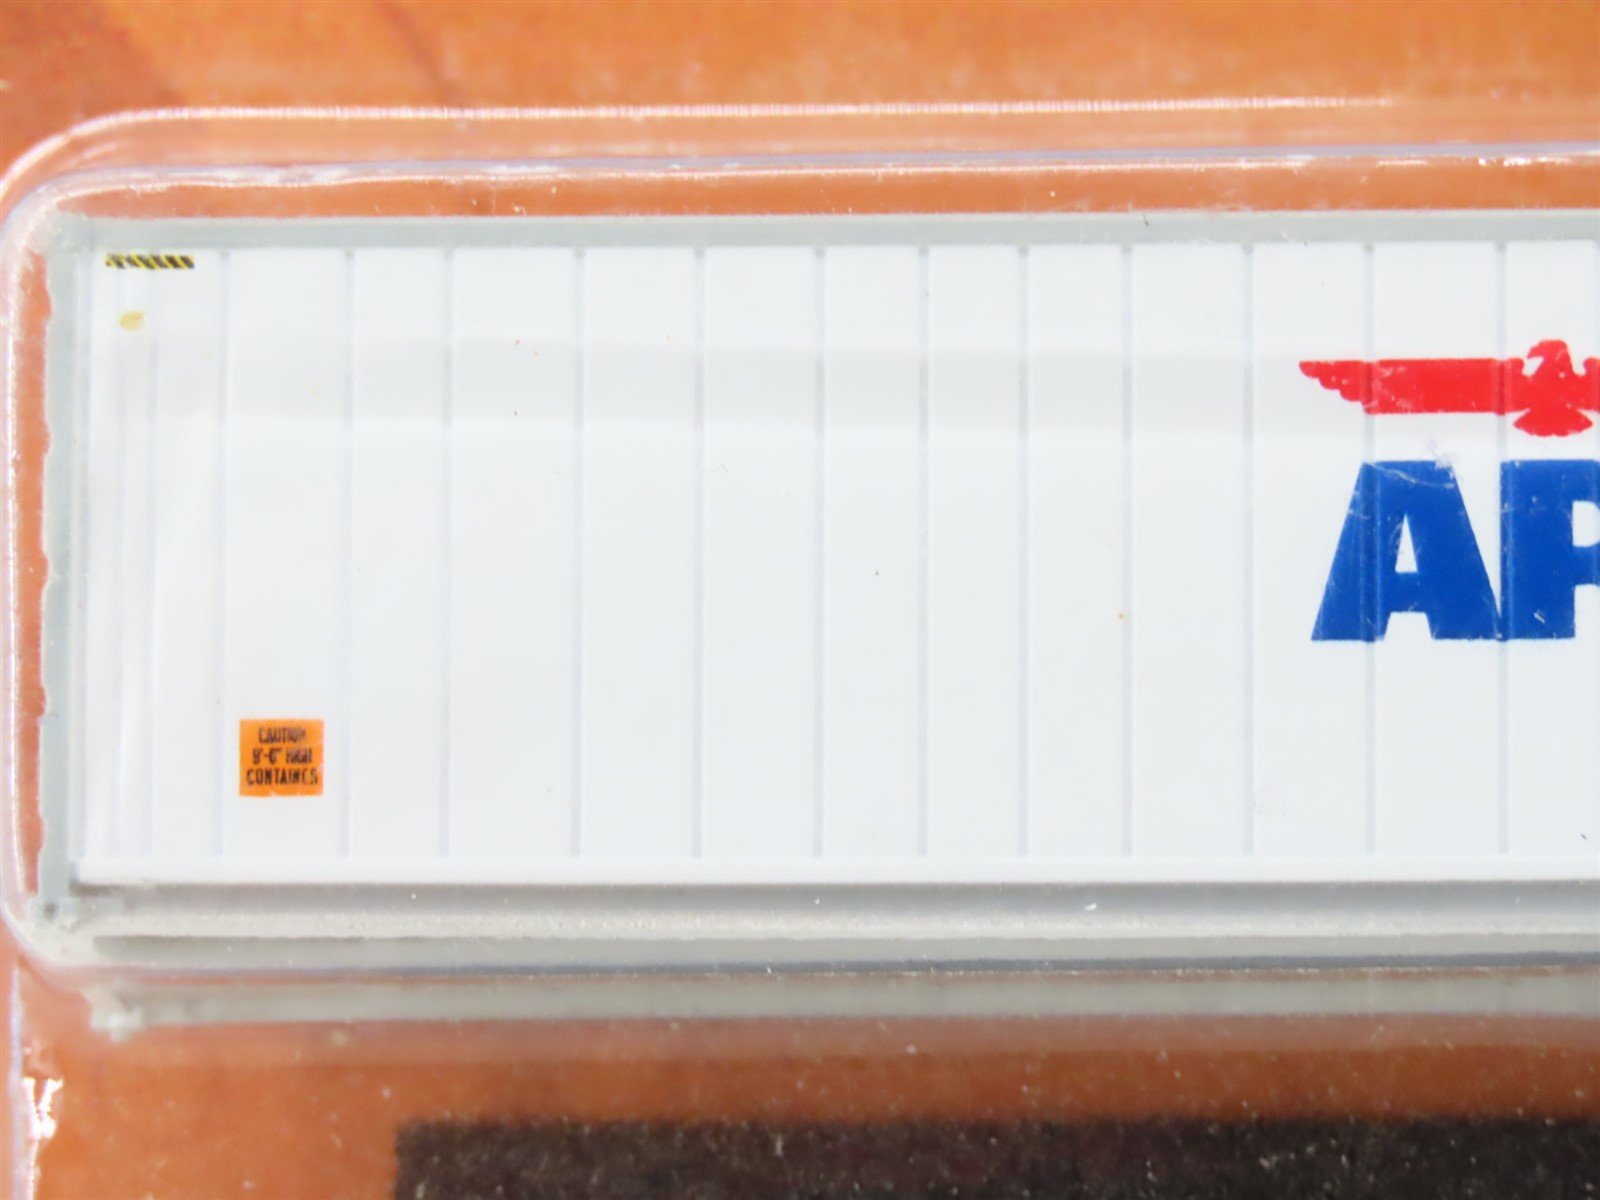 AP
CAUTION
9'-6" HIGH
CONTAINER